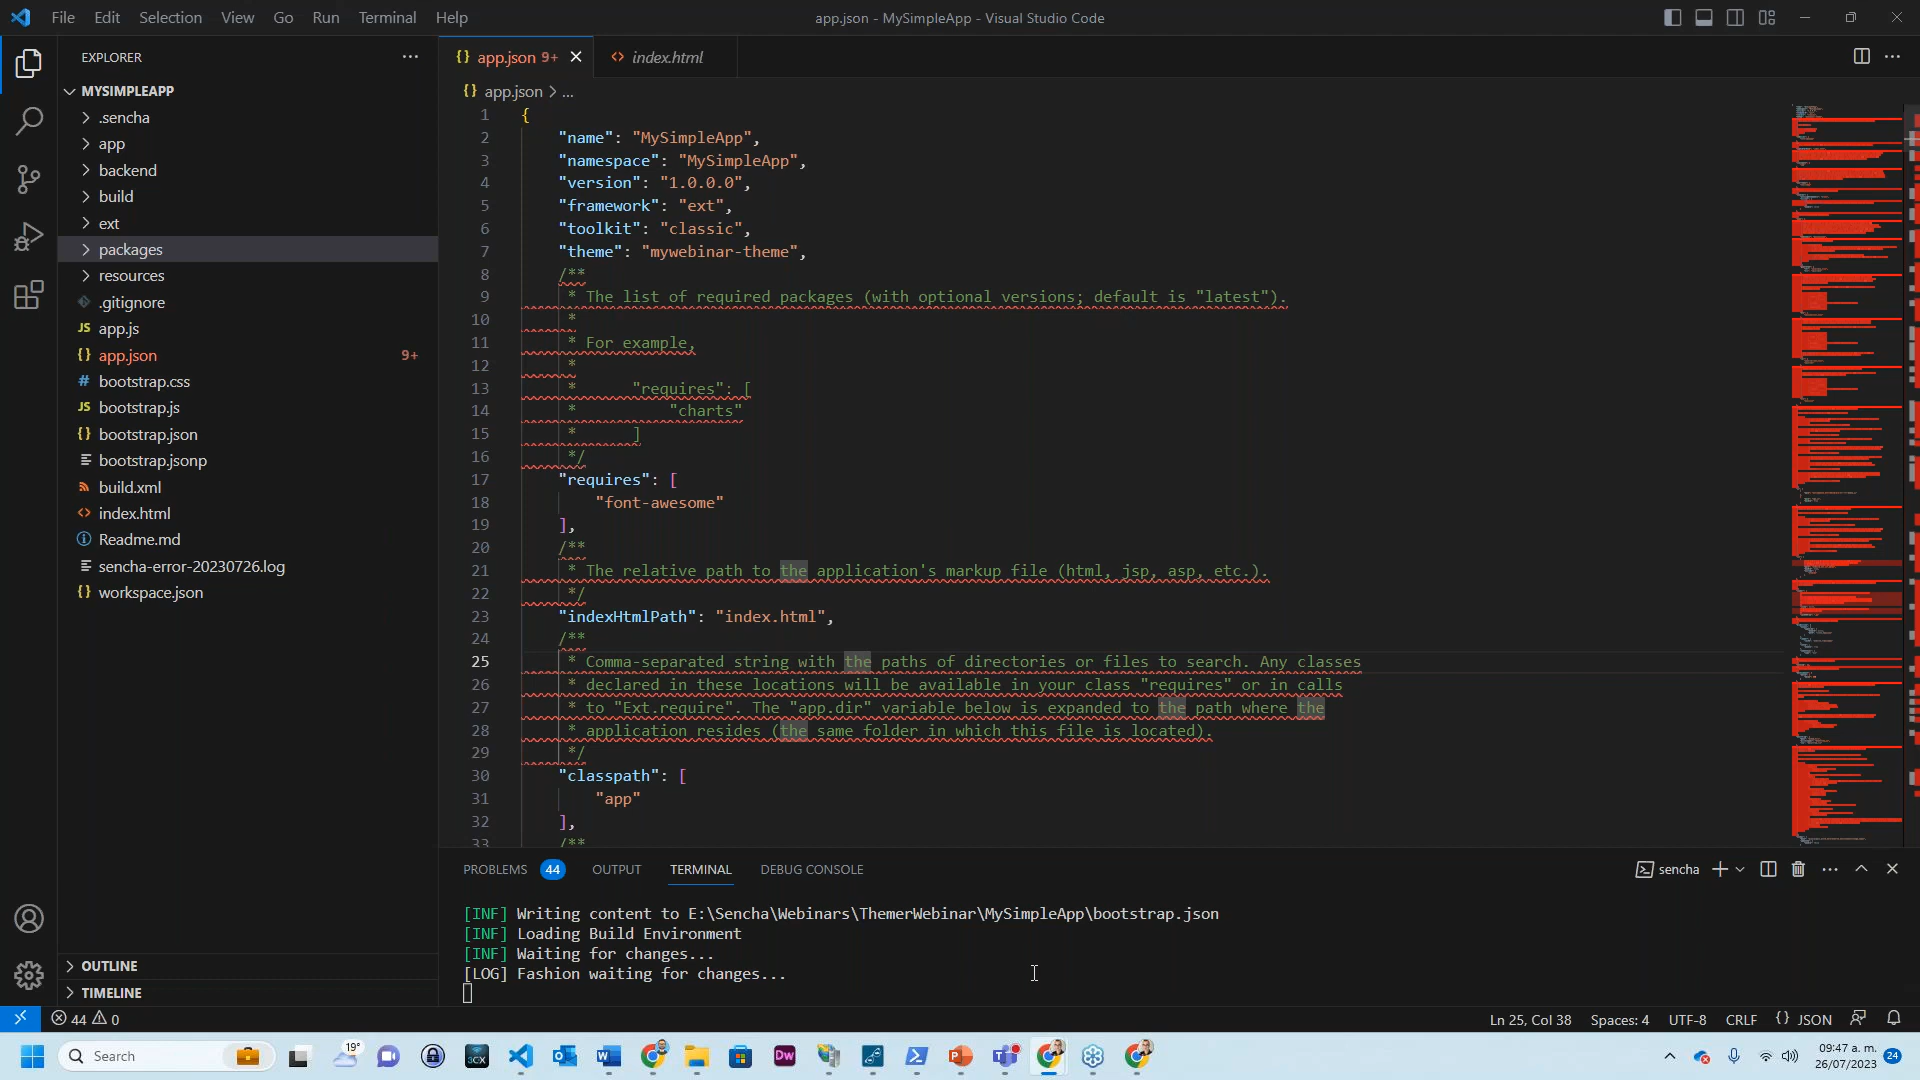 File Edit Selection View Go Run Terminal Help
app.json - MySimpleApp - Visual Studio Code
EXPLORER
MYSIMPLEAPP
.sencha
app
backend
build
ext
packages
resources
.gitignore
JS app.js
{} app.json 9+
# bootstrap.css
JS bootstrap.js
{} bootstrap.json
bootstrap.jsonp
build.xml
<> index.html
Readme.md
sencha-error-20230726.log
{} workspace.json
OUTLINE
TIMELINE
{} app.json 9+
<> index.html
{} app.json > ...
1 {
2 "name": "MySimpleApp",
3 "namespace": "MySimpleApp",
4 "version": "1.0.0.0",
5 "framework": "ext",
6 "toolkit": "classic",
7 "theme": "mywebinar-theme",
8 /**
9 * The list of required packages (with optional versions; default is "latest").
10 *
11 * For example,
12 *
13 * "requires": [
14 * "charts"
15 * ]
16 */
17 "requires": [
18 "font-awesome"
19 ],
20 /**
21 * The relative path to the application's markup file (html, jsp, asp, etc.).
22 */
23 "indexHtmlPath": "index.html",
24 /**
25 * Comma-separated string with the paths of directories or files to search. Any classes
26 * declared in these locations will be available in your class "requires" or in calls
27 * to "Ext.require". The "app.dir" variable below is expanded to the path where the
28 * application resides (the same folder in which this file is located).
29 */
30 "classpath": [
31 "app"
32 ],
33 /**
PROBLEMS 44 OUTPUT TERMINAL DEBUG CONSOLE
sencha
[INF] Writing content to E:\Sencha\Webinars\ThemerWebinar\MySimpleApp\bootstrap.json
[INF] Loading Build Environment
[INF] Waiting for changes...
[LOG] Fashion waiting for changes...
44 0
Ln 25, Col 38 Spaces: 4 UTF-8 CRLF {} JSON
Search
19°
3CX
Dw
09:47 a. m.
26/07/2023
24